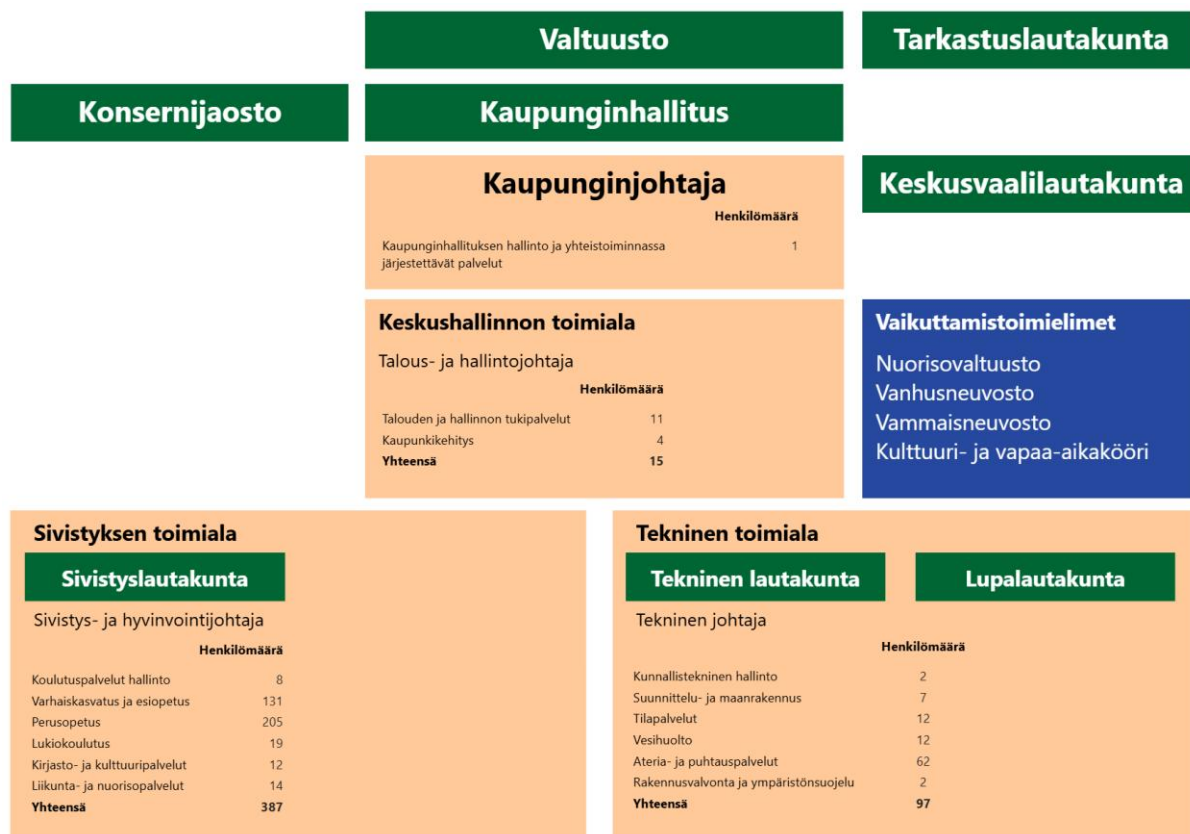 Valtuusto
Tarkastuslautakunta
Konsernijaosto
Kaupunginhallitus
Kaupunginjohtaja
Henkilömäärä
Kaupunginhallituksen hallinto ja yhteistoiminnassa 1
järjestettävät palvelut
Keskusvaalilautakunta
Keskushallinnon toimiala
Talous- ja hallintojohtaja
Henkilömäärä
Talouden ja hallinnon tukipalvelut 11
Kaupunkikehitys 4
Yhteensä 15
Vaikuttamistoimielimet
Nuorisovaltuusto
Vanhusneuvosto
Vammaisneuvosto
Kulttuuri- ja vapaa-aikakööri
Sivistyksen toimiala
Sivistyslautakunta
Sivistys- ja hyvinvointijohtaja
Henkilömäärä
Koulutuspalvelut hallinto 8
Varhaiskasvatus ja esiopetus 131
Perusopetus 205
Lukiokoulutus 19
Kirjasto- ja kulttuuripalvelut 12
Liikunta- ja nuorisopalvelut 14
Yhteensä 387
Tekninen toimiala
Tekninen lautakunta
Lupalautakunta
Tekninen johtaja
Henkilömäärä
Kunnallistekninen hallinto 2
Suunnittelu- ja maanrakennus 7
Tilapalvelut 12
Vesihuolto 12
Ateria- ja puhtauspalvelut 62
Rakennusvalvonta ja ympäristönsuojelu 2
Yhteensä 97